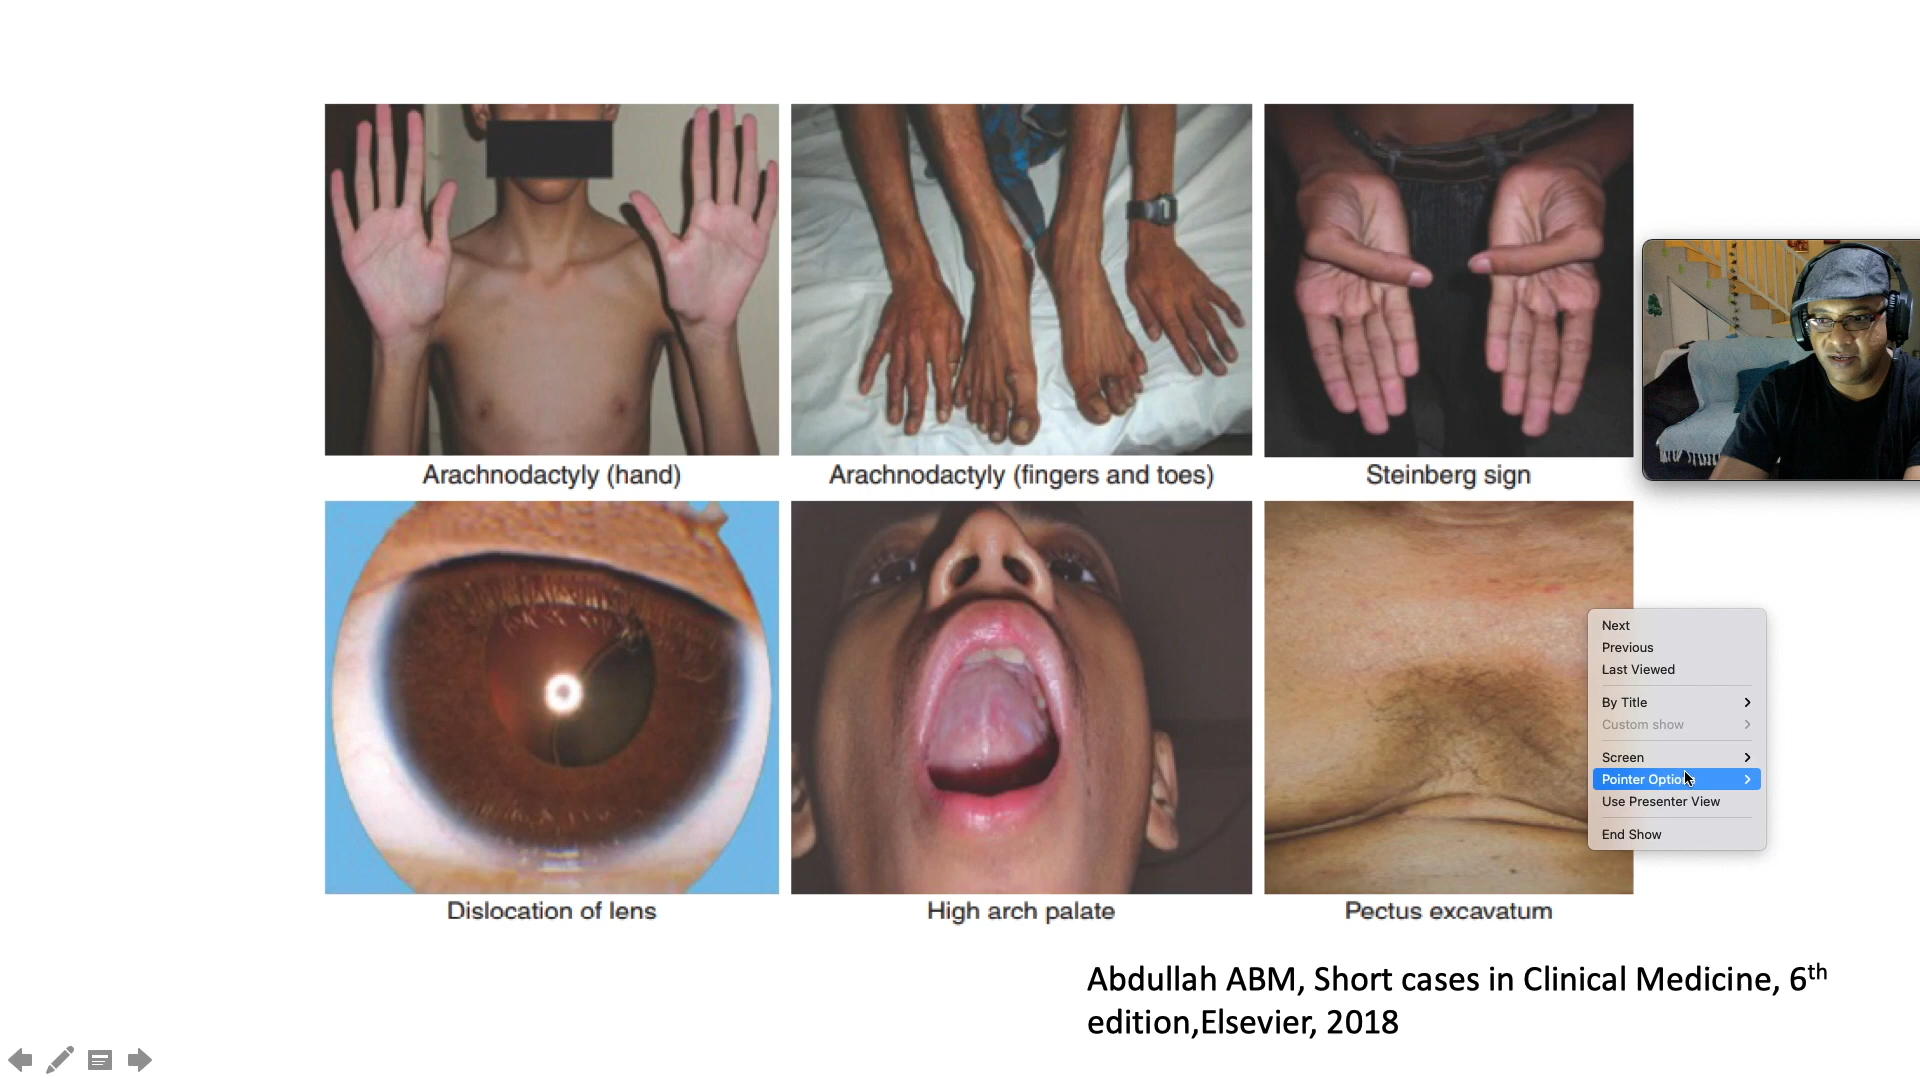 Arachnodactyly (hand)
Arachnodactyly (fingers and toes)
Steinberg sign
Dislocation of lens
High arch palate
Pectus excavatum
Next
Previous
Last Viewed
By Title
Custom show
Screen
Pointer Options
Use Presenter View
End Show
Abdullah ABM, Short cases in Clinical Medicine, 6th
edition,Elsevier, 2018